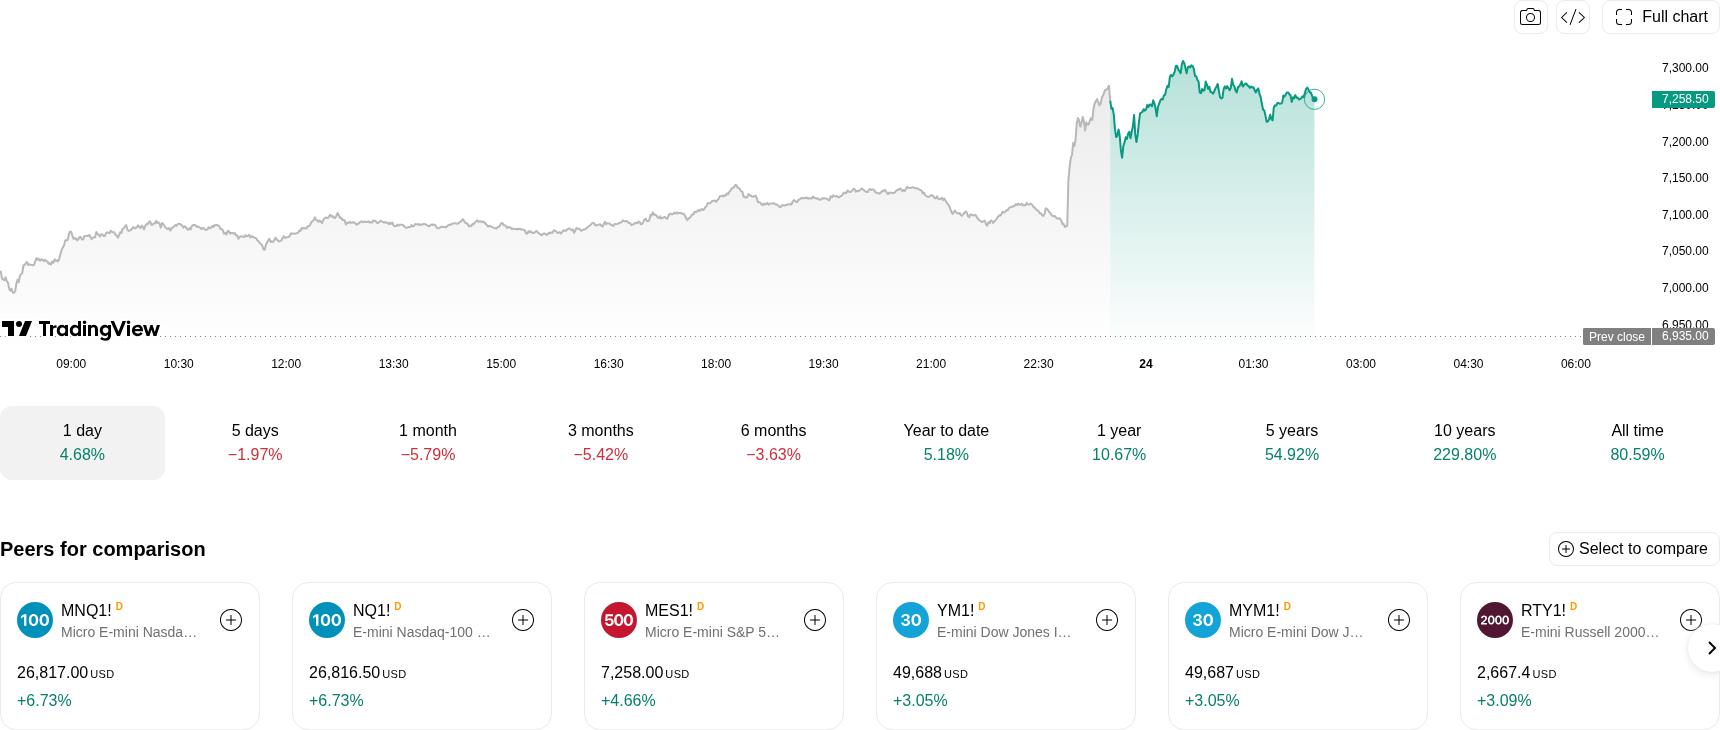 Full chart
7,300.00
7,258.50
7,200.00
7,150.00
7,100.00
7,050.00
7,000.00
6,950.00
TradingView
Prev close 6,935.00
09:00 10:30 12:00 13:30 15:00 16:30 18:00 19:30 21:00 22:30 24 01:30 03:00 04:30 06:00
1 day 5 days 1 month 3 months 6 months Year to date 1 year 5 years 10 years All time
4.68% −1.97% −5.79% −5.42% −3.63% 5.18% 10.67% 54.92% 229.80% 80.59%
Peers for comparison
Select to compare
100 MNQ1! D
Micro E-mini Nasda…
26,817.00 USD
+6.73%
100 NQ1! D
E-mini Nasdaq-100 …
26,816.50 USD
+6.73%
500 MES1! D
Micro E-mini S&P 5…
7,258.00 USD
+4.66%
30 YM1! D
E-mini Dow Jones I…
49,688 USD
+3.05%
30 MYM1! D
Micro E-mini Dow J…
49,687 USD
+3.05%
2000 RTY1! D
E-mini Russell 2000…
2,667.4 USD
+3.09%